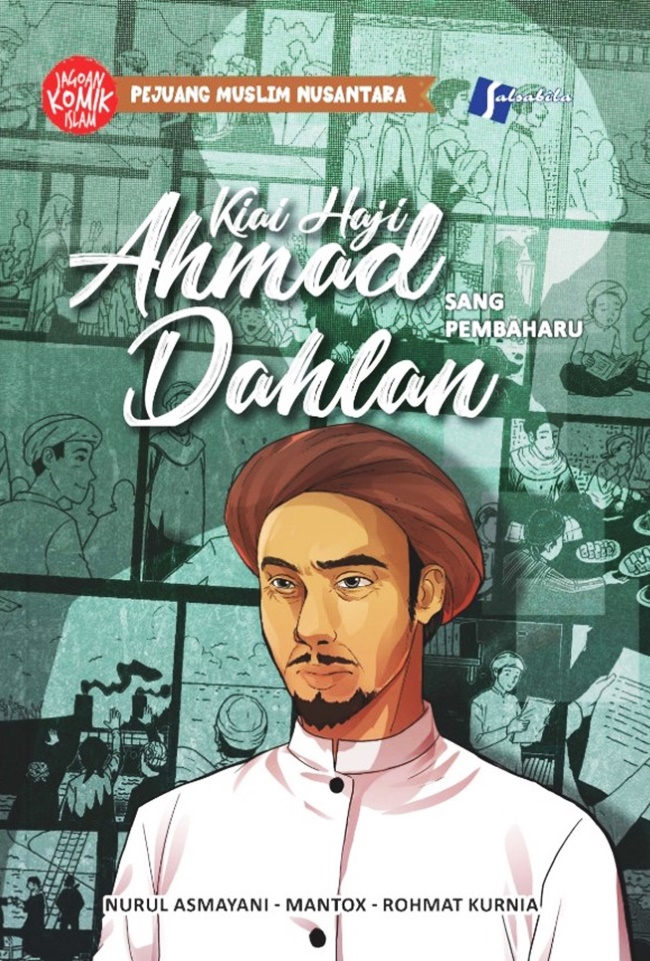 JAGOAN
KOMIK
ISLAM
PEJUANG MUSLIM NUSANTARA
Salsabila
Kiai Haji
Ahmad
Dahlan
SANG
PEMBAHARU
NURUL ASMAYANI - MANTOX - ROHMAT KURNIA